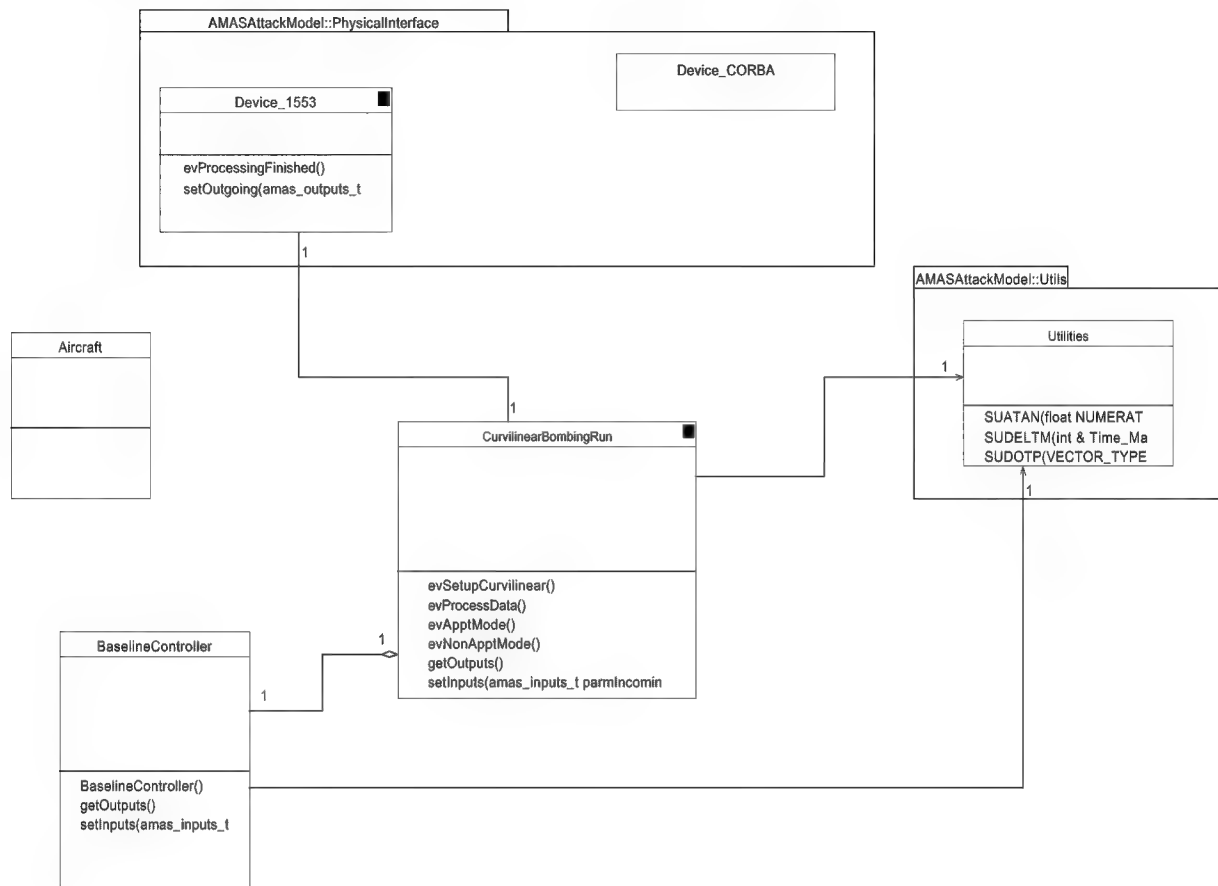 AMASAttackModel::PhysicalInterface
Device_CORBA
Device_1553
evProcessingFinished()
setOutgoing(amas_outputs_t
1
AMASAttackModel::Utils
Utilities
SUATAN(float NUMERAT
SUDELTM(int & Time_Ma
SUDOTP(VECTOR_TYPE
1
1
Aircraft
1
CurvilinearBombingRun
evSetupCurvilinear()
evProcessData()
evApptMode()
evNonApptMode()
getOutputs()
setInputs(amas_inputs_t parmIncomin
1
1
BaselineController
BaselineController()
getOutputs()
setInputs(amas_inputs_t